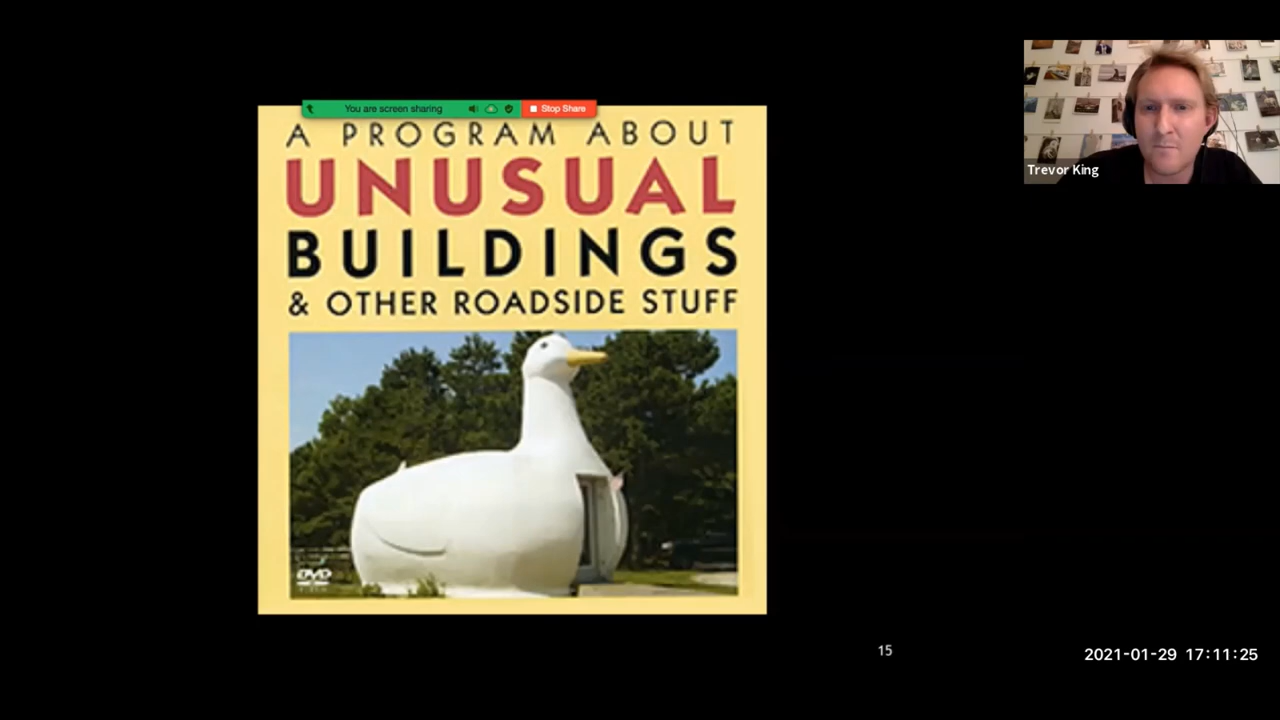 You are screen sharing
Stop Share
A PROGRAM ABOUT
UNUSUAL
BUILDINGS
& OTHER ROADSIDE STUFF
DVD
Trevor King
15
2021-01-29 17:11:25